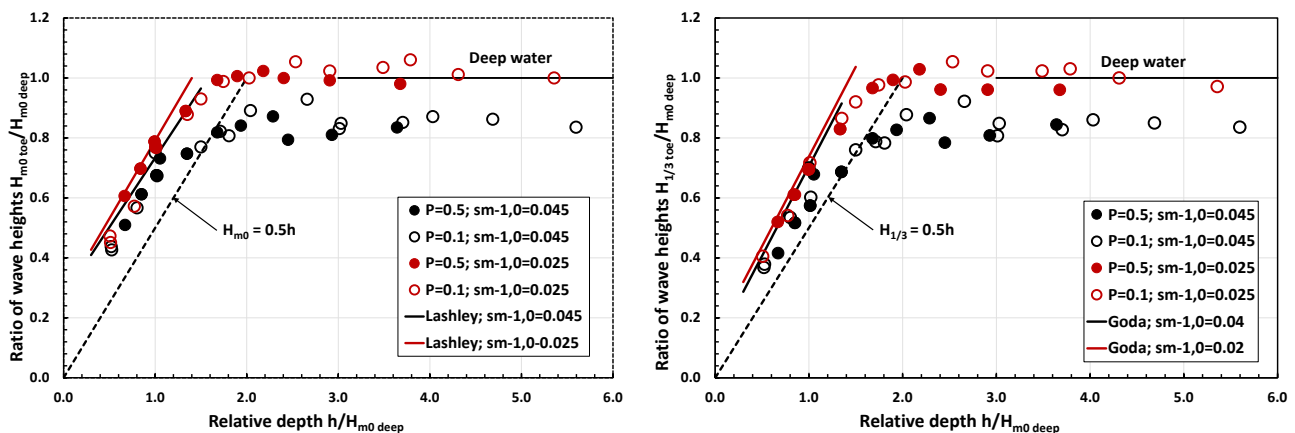 Ratio of wave heights Hm0 toe/Hm0 deep
1.2
1.0
0.8
0.6
0.4
0.2
0.0
Deep water
Hm0 = 0.5h
P=0.5; sm-1,0=0.045
P=0.1; sm-1,0=0.045
P=0.5; sm-1,0=0.025
P=0.1; sm-1,0=0.025
Lashley; sm-1,0=0.045
Lashley; sm-1,0-0.025
0.0 1.0 2.0 3.0 4.0 5.0 6.0
Relative depth h/Hm0 deep
Ratio of wave heights H1/3 toe/Hm0 deep
1.2
1.0
0.8
0.6
0.4
0.2
0.0
Deep water
H1/3 = 0.5h
P=0.5; sm-1,0=0.045
P=0.1; sm-1,0=0.045
P=0.5; sm-1,0=0.025
P=0.1; sm-1,0=0.025
Goda; sm-1,0=0.04
Goda; sm-1,0=0.02
0.0 1.0 2.0 3.0 4.0 5.0 6.0
Relative depth h/Hm0 deep